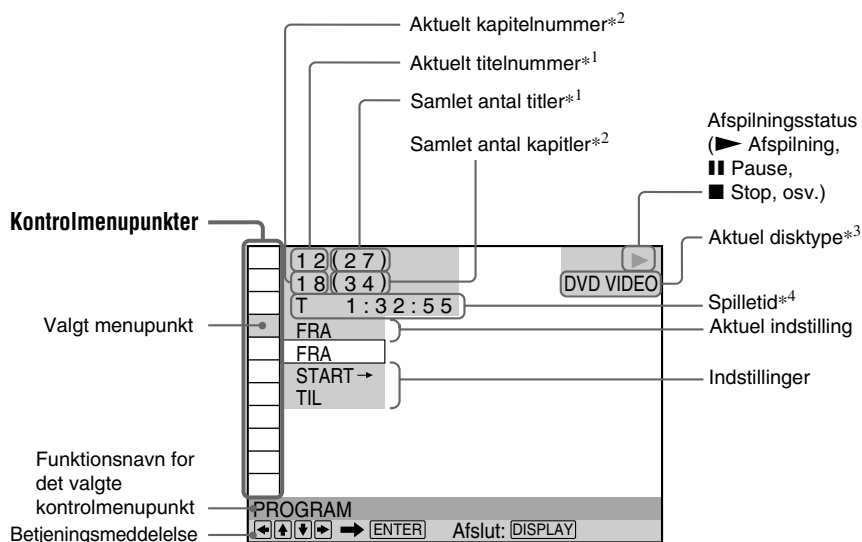 Aktuelt kapitelnummer*2
Aktuelt titelnummer*1
Samlet antal titler*1
Samlet antal kapitler*2
Afspilningsstatus
(► Afspilning,
❚❚ Pause,
■ Stop, osv.)
Kontrolmenupunkter
Aktuel disktype*3
12(27)
18(34)
T 1:32:55
►
DVD VIDEO
Spilletid*4
Valgt menupunkt
FRA
Aktuel indstilling
FRA
START→
TIL
Indstillinger
Funktionsnavn for
det valgte
kontrolmenupunkt
PROGRAM
Betjeningsmeddelelse
←↑↓→ ➡ ENTER Afslut: DISPLAY